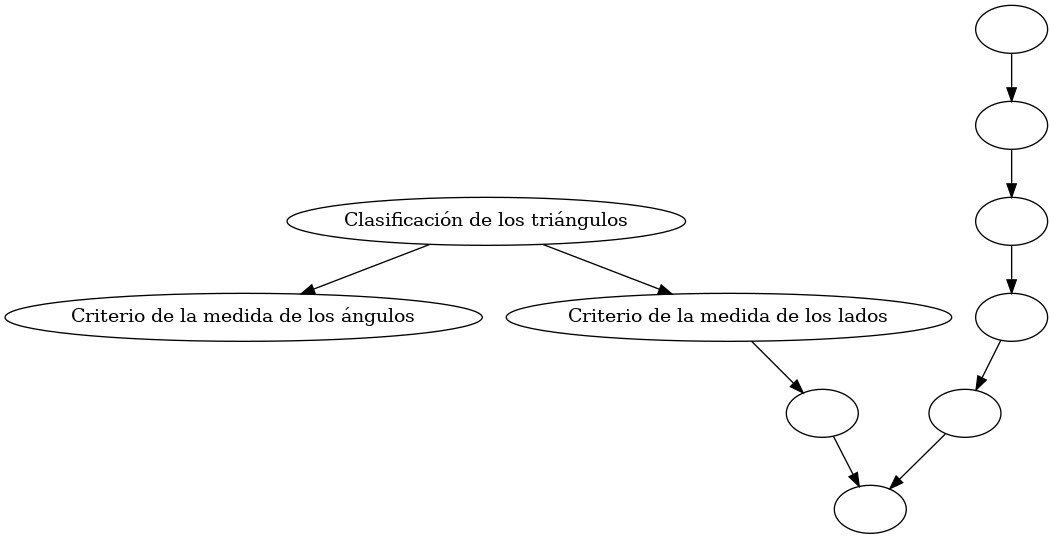 Clasificación de los triángulos
Criterio de la medida de los ángulos
Criterio de la medida de los lados